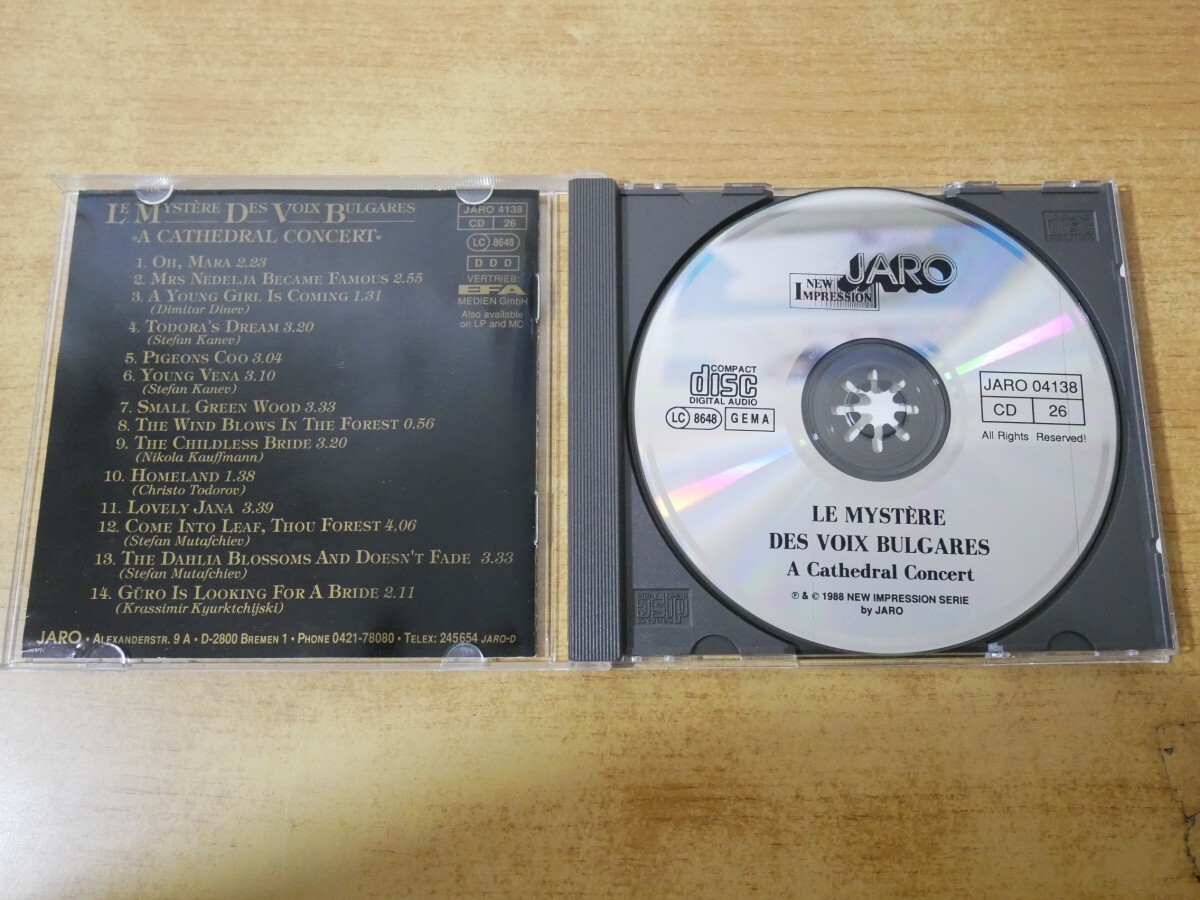 LE MYSTÈRE DES VOIX BULGARES
«A CATHEDRAL CONCERT»
JARO 4138
CD 26
LC 8648
D D D
VERTRIEB:
EFA
MEDIEN GmbH
Also available
on LP and MC
1. OH, MARA 2.23
2. MRS NEDELJA BECAME FAMOUS 2.55
3. A YOUNG GIRL IS COMING 1.31
(Dimitar Dinev)
4. TODORA'S DREAM 3.20
(Stefan Kanev)
5. PIGEONS COO 3.04
6. YOUNG VENA 3.10
(Stefan Kanev)
7. SMALL GREEN WOOD 3.33
8. THE WIND BLOWS IN THE FOREST 0.56
9. THE CHILDLESS BRIDE 3.20
(Nikola Kauffmann)
10. HOMELAND 1.38
(Christo Todorov)
11. LOVELY JANA 3.39
12. COME INTO LEAF, THOU FOREST 4,06
(Stefan Mutafchiev)
13. THE DAHLIA BLOSSOMS AND DOESN'T FADE 3.33
(Stefan Mutafchiev)
14. GÜRO IS LOOKING FOR A BRIDE 2.11
(Krassimir Kyurktchijski)
JARO • ALEXANDERSTR. 9 A • D-2800 BREMEN 1 • PHONE 0421-78080 • TELEX: 245654 JARO-D
JARO
NEW
IMPRESSION
COMPACT
disc
DIGITAL AUDIO
LC 8648 GEMA
JARO 04138
CD 26
All Rights Reserved!
LE MYSTÈRE
DES VOIX BULGARES
A Cathedral Concert
℗ & © 1988 NEW IMPRESSION SERIE
by JARO